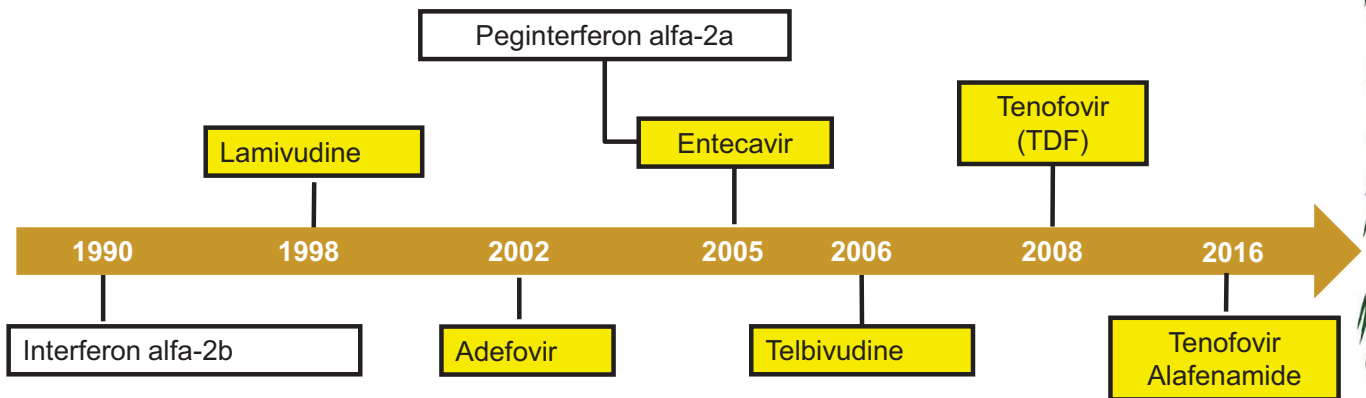 Peginterferon alfa-2a
Lamivudine
Entecavir
Tenofovir
(TDF)
1990 1998 2002 2005 2006 2008 2016
Interferon alfa-2b
Adefovir
Telbivudine
Tenofovir
Alafenamide